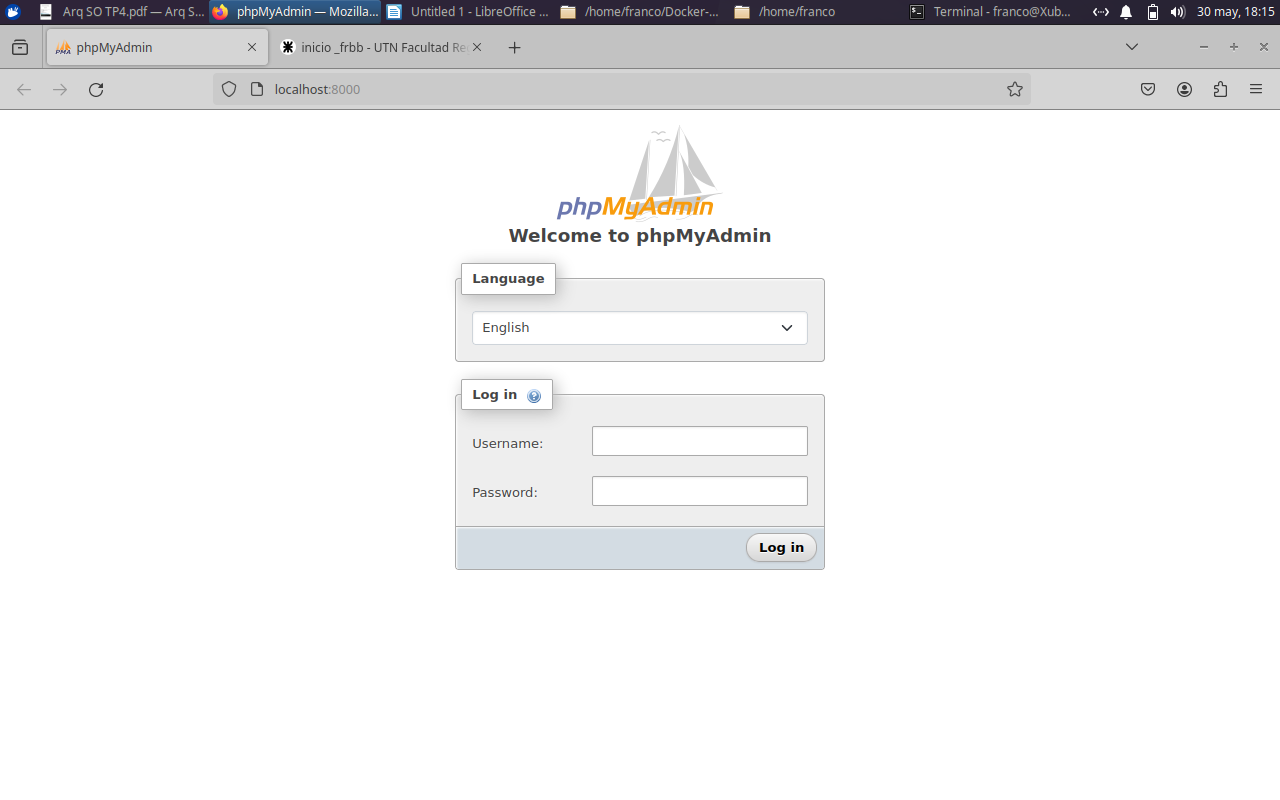 Arq SO TP4.pdf — Arq S...
phpMyAdmin — Mozilla...
Untitled 1 - LibreOffice ...
/home/franco/Docker-...
/home/franco
Terminal - franco@Xub...
30 may, 18:15
phpMyAdmin
inicio _frbb - UTN Facultad Re
localhost:8000
phpMyAdmin
Welcome to phpMyAdmin
Language
English
Log in
Username:
Password:
Log in